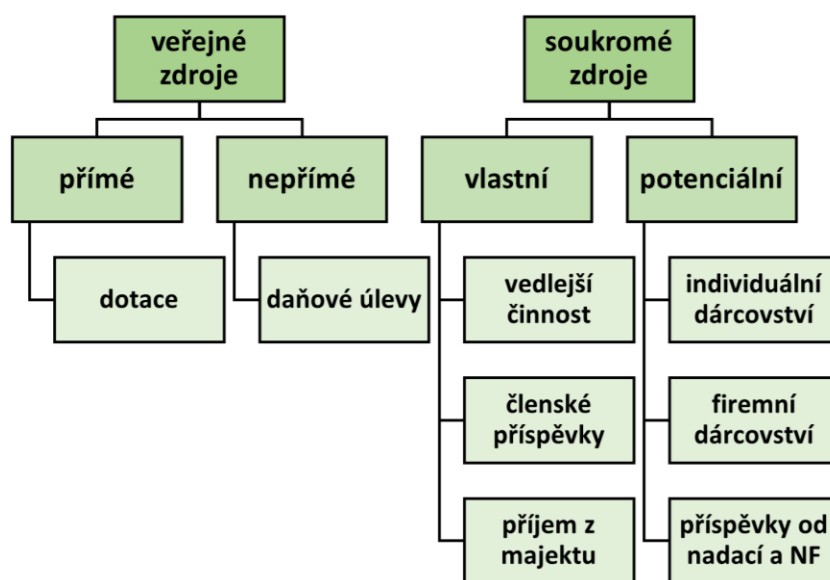 veřejné
zdroje
soukromé
zdroje
přímé
nepřímé
vlastní
potenciální
dotace
daňové úlevy
vedlejší
činnost
individuální
dárcovství
členské
příspěvky
firemní
dárcovství
příjem z
majektu
příspěvky od
nadací a NF